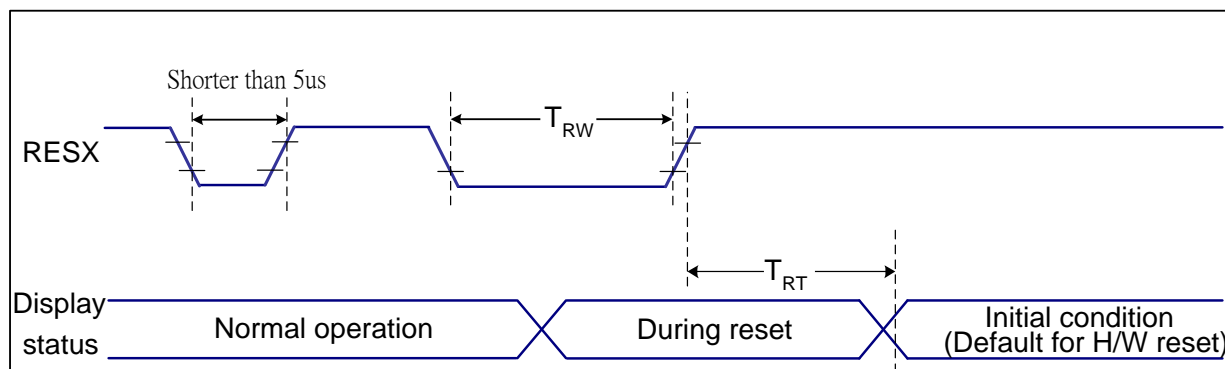 Shorter than 5us
RESX
TRW
TRT
Display
status
Normal operation
During reset
Initial condition
(Default for H/W reset)